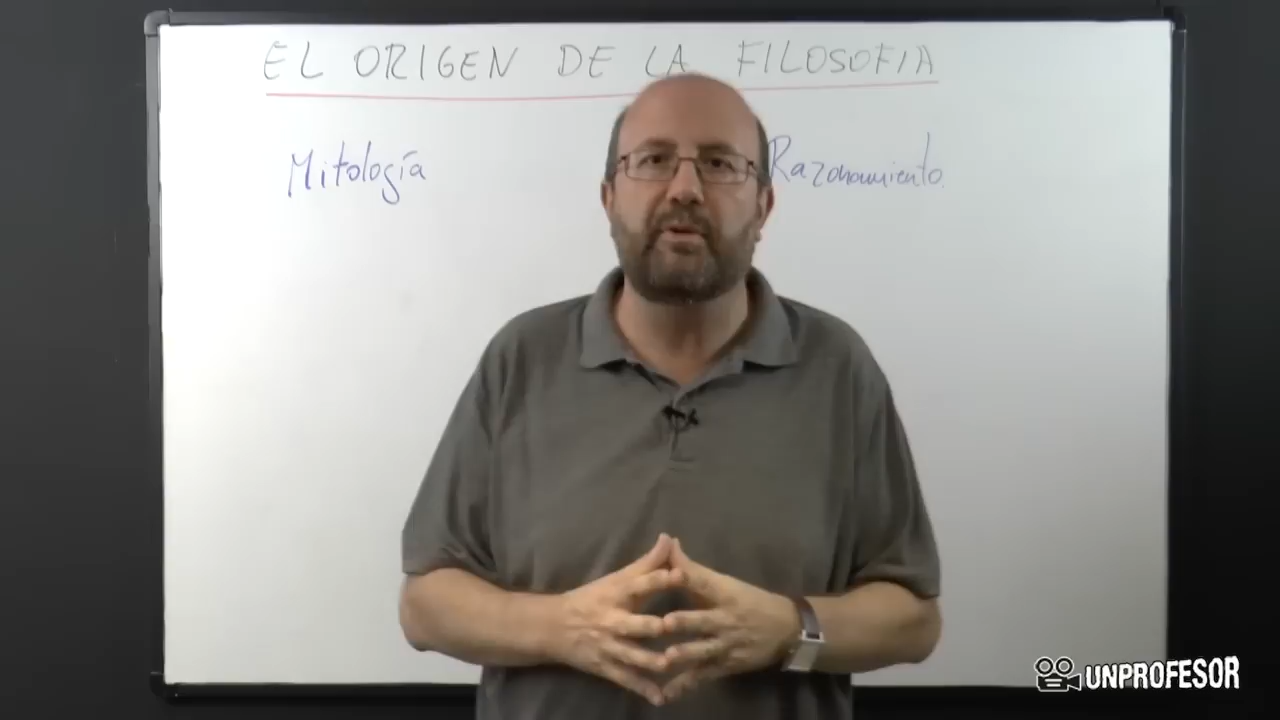 EL ORIGEN DE LA FILOSOFIA
Mitología
Razonamiento.
UNPROFESOR